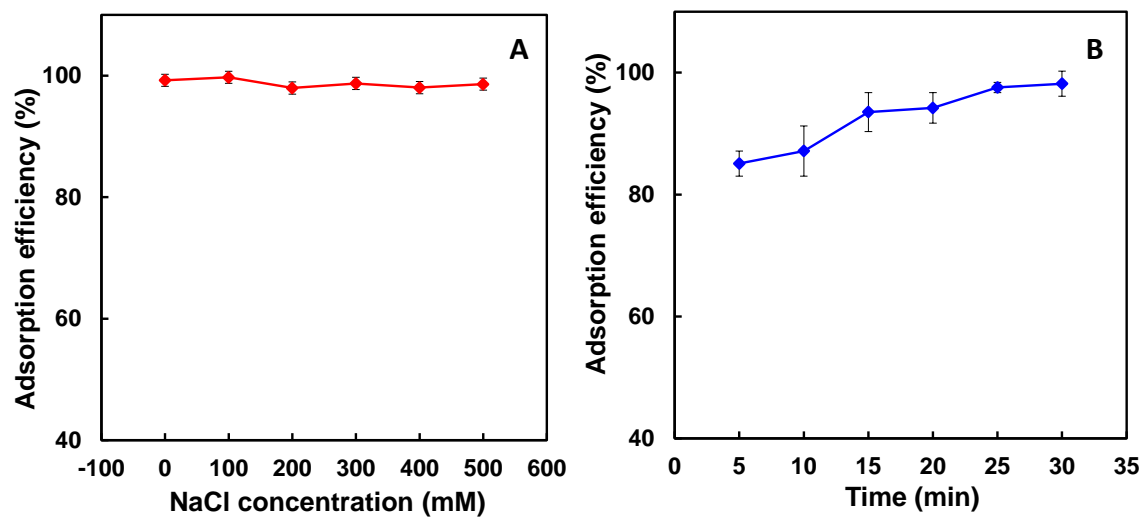 A
Adsorption efficiency (%)
100
80
60
40
-100 0 100 200 300 400 500 600
NaCl concentration (mM)
B
Adsorption efficiency (%)
100
80
60
40
0 5 10 15 20 25 30 35
Time (min)